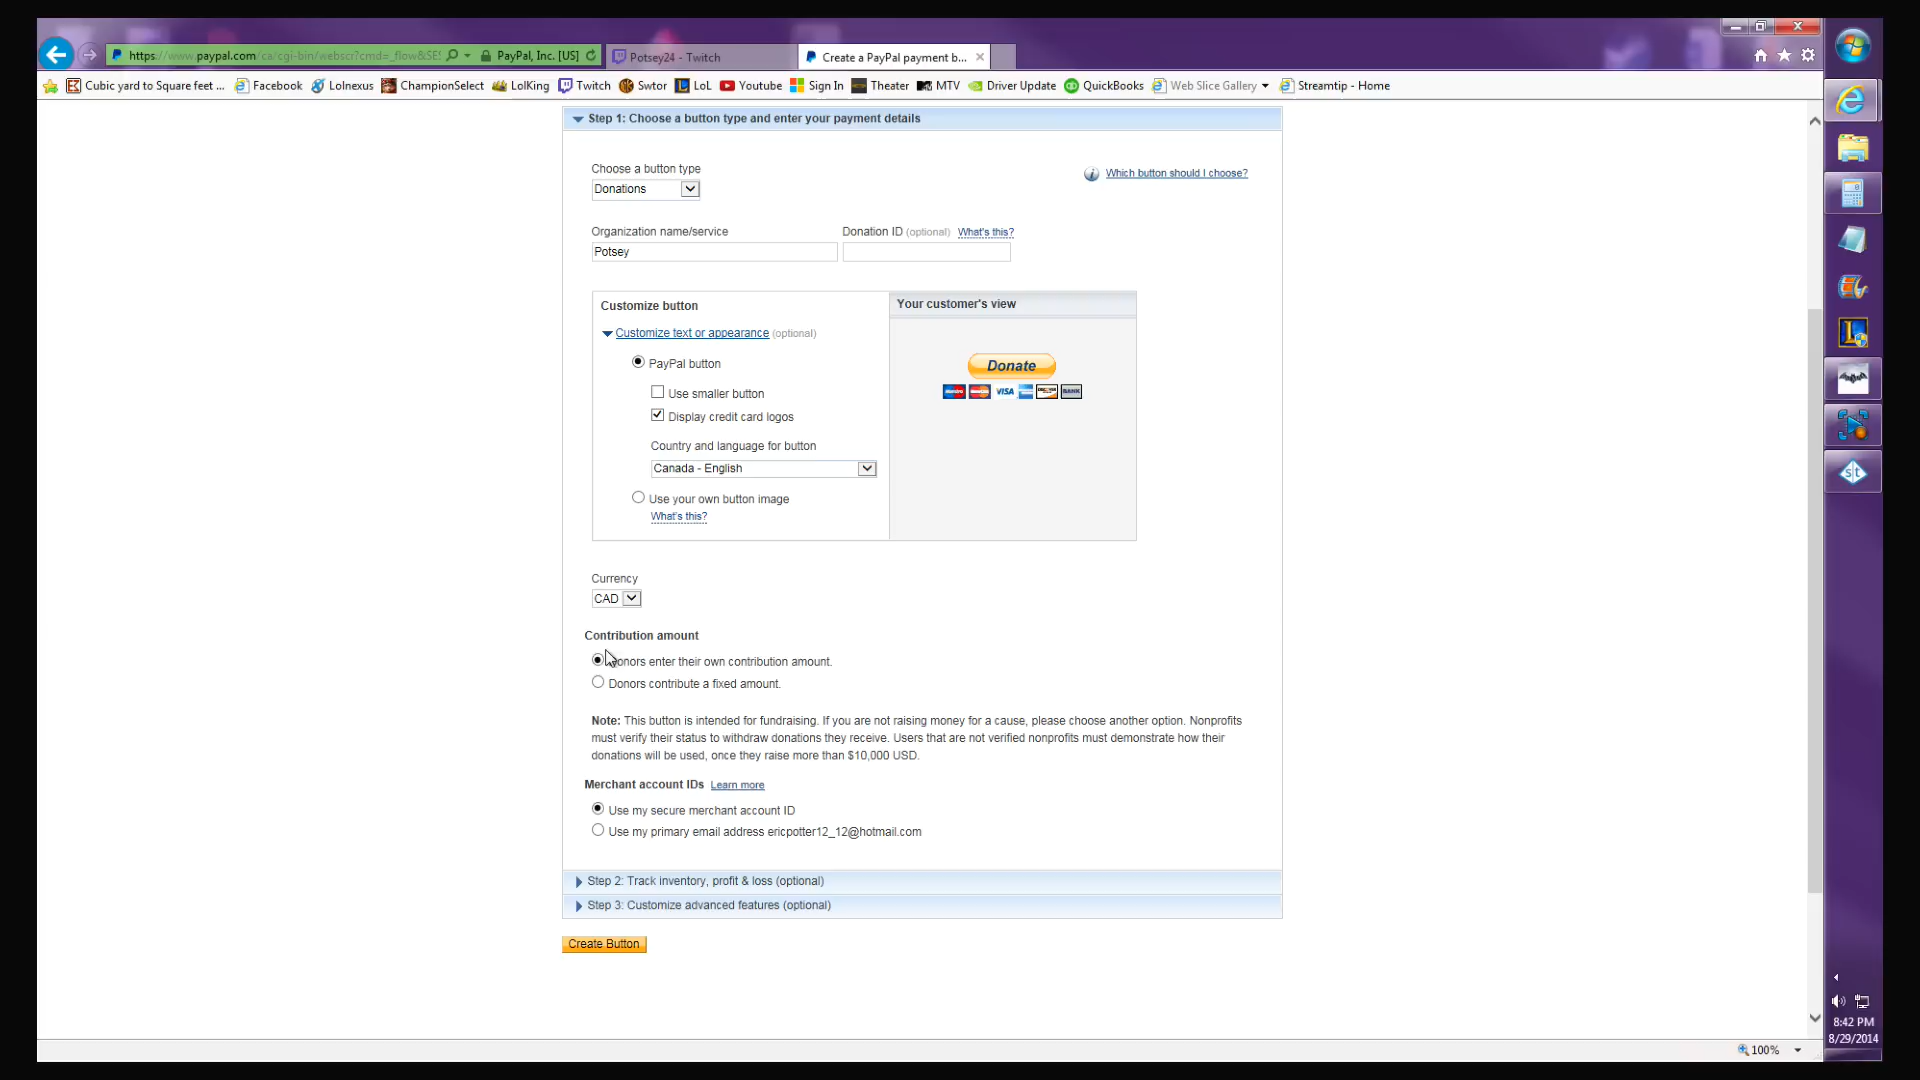 https://www.paypal.com/ca/cgi-bin/webscr?cmd=_flow&SES
PayPal, Inc. [US]
Potsey24 - Twitch
Create a PayPal payment b...
Cubic yard to Square feet ...
Facebook
Lolnexus
ChampionSelect
LolKing
Twitch
Swtor
LoL
Youtube
Sign In
Theater
MTV
Driver Update
QuickBooks
Web Slice Gallery
Streamtip - Home
Step 1: Choose a button type and enter your payment details
Choose a button type
Which button should I choose?
Donations
Organization name/service
Donation ID (optional) What's this?
Potsey
Customize button
Your customer's view
Customize text or appearance (optional)
PayPal button
Donate
Use smaller button
VISA
BANK
Display credit card logos
Country and language for button
Canada - English
Use your own button image
What's this?
Currency
CAD
Contribution amount
onors enter their own contribution amount.
Donors contribute a fixed amount.
Note: This button is intended for fundraising. If you are not raising money for a cause, please choose another option. Nonprofits
must verify their status to withdraw donations they receive. Users that are not verified nonprofits must demonstrate how their
donations will be used, once they raise more than $10,000 USD.
Merchant account IDs Learn more
Use my secure merchant account ID
Use my primary email address ericpotter12_12@hotmail.com
Step 2: Track inventory, profit & loss (optional)
Step 3: Customize advanced features (optional)
Create Button
8:42 PM
8/29/2014
100%